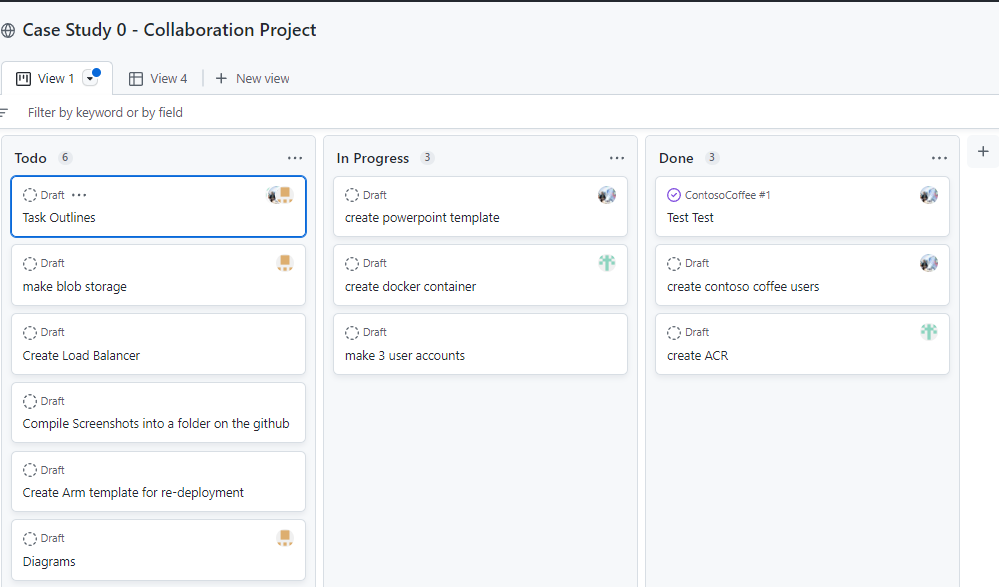 Case Study 0 - Collaboration Project
View 1
View 4
New view
Filter by keyword or by field
Todo 6
Draft
Task Outlines
Draft
make blob storage
Draft
Create Load Balancer
Draft
Compile Screenshots into a folder on the github
Draft
Create Arm template for re-deployment
Draft
Diagrams
In Progress 3
Draft
create powerpoint template
Draft
create docker container
Draft
make 3 user accounts
Done 3
ContosoCoffee #1
Test Test
Draft
create contoso coffee users
Draft
create ACR